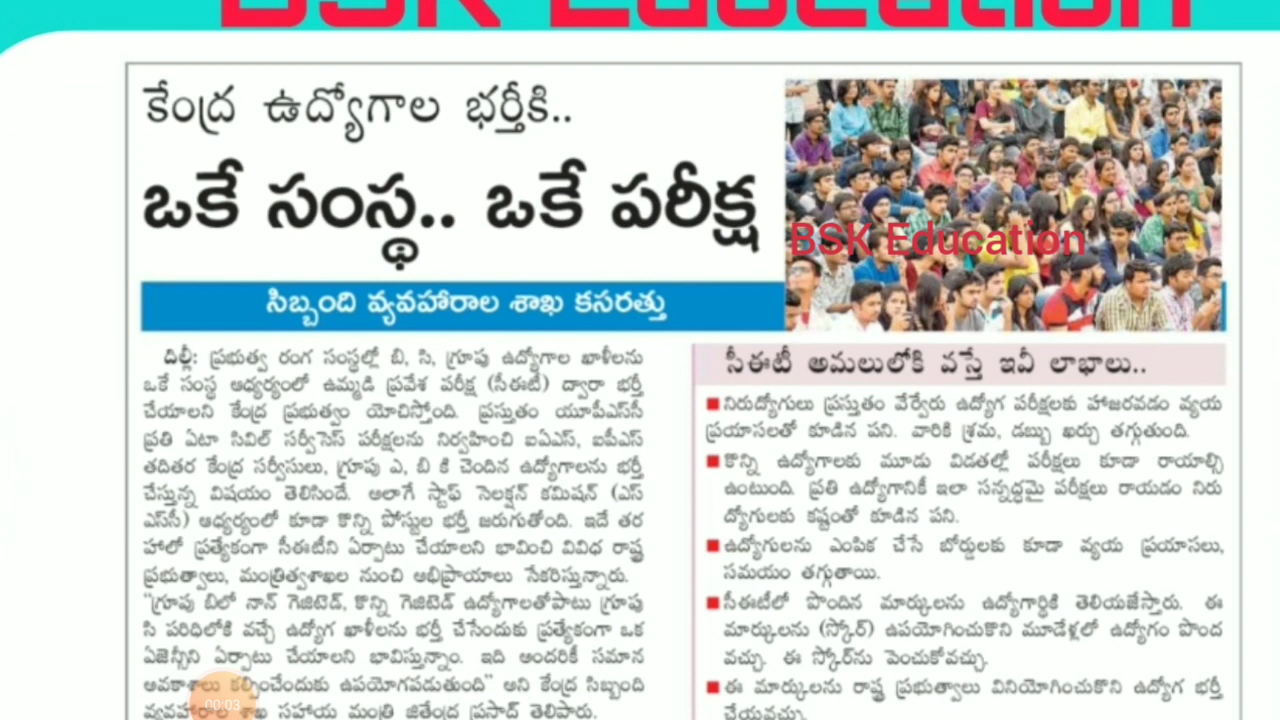 BSK Education
కేంద్ర ఉద్యోగాల భర్తీకి..
ఒకే సంస్థ.. ఒకే పరీక్ష
BSK Education
సిబ్బంది వ్యవహారాల శాఖ కసరత్తు
దిల్లీ: ప్రభుత్వ రంగ సంస్థల్లో బి, సి, గ్రూపు ఉద్యోగాల ఖాళీలను
ఒకే సంస్థ ఆధ్వర్యంలో ఉమ్మడి ప్రవేశ పరీక్ష (సీఈటీ) ద్వారా భర్తీ
చేయాలని కేంద్ర ప్రభుత్వం యోచిస్తోంది. ప్రస్తుతం యూపీఎస్‌సీ
ప్రతి ఏటా సివిల్ సర్వీసెస్ పరీక్షలను నిర్వహించి ఐఏఎస్, ఐపీఎస్
తదితర కేంద్ర సర్వీసులు, గ్రూపు ఎ, బి కి చెందిన ఉద్యోగాలను భర్తీ
చేస్తున్న విషయం తెలిసిందే. అలాగే స్టాఫ్ సెలక్షన్ కమిషన్ (ఎస్
ఎస్‌సీ) ఆధ్వర్యంలో కూడా కొన్ని పోస్టుల భర్తీ జరుగుతోంది. ఇదే తర
హాలో ప్రత్యేకంగా సీఈటీని ఏర్పాటు చేయాలని భావించి వివిధ రాష్ట్ర
ప్రభుత్వాలు, మంత్రిత్వశాఖల నుంచి అభిప్రాయాలు సేకరిస్తున్నారు.
“గ్రూపు బిలో నాన్ గెజిటెడ్, కొన్ని గెజిటెడ్ ఉద్యోగాలతోపాటు గ్రూపు
సి పరిధిలోకి వచ్చే ఉద్యోగ ఖాళీలను భర్తీ చేసేందుకు ప్రత్యేకంగా ఒక
ఏజెన్సీని ఏర్పాటు చేయాలని భావిస్తున్నాం. ఇది అందరికీ సమాన
అవకాశాలు కల్పించేందుకు ఉపయోగపడుతుంది” అని కేంద్ర సిబ్బంది
వ్యవహారాల శాఖ సహాయ మంత్రి జితేంద్ర ప్రసాద్ తెలిపారు.
00:03
సీఈటీ అమలులోకి వస్తే ఇవీ లాభాలు..
నిరుద్యోగులు ప్రస్తుతం వేర్వేరు ఉద్యోగ పరీక్షలకు హాజరవడం వ్యయ
ప్రయాసలతో కూడిన పని. వారికి శ్రమ, డబ్బు ఖర్చు తగ్గుతుంది.
కొన్ని ఉద్యోగాలకు మూడు విడతల్లో పరీక్షలు కూడా రాయాల్సి
ఉంటుంది. ప్రతి ఉద్యోగానికీ ఇలా సన్నద్ధమై పరీక్షలు రాయడం నిరు
ద్యోగులకు కష్టంతో కూడిన పని.
ఉద్యోగులను ఎంపిక చేసే బోర్డులకు కూడా వ్యయ ప్రయాసలు,
సమయం తగ్గుతాయి.
సీఈటీలో పొందిన మార్కులను ఉద్యోగార్థికి తెలియజేస్తారు. ఈ
మార్కులను (స్కోర్) ఉపయోగించుకొని మూడేళ్లలో ఉద్యోగం పొంద
వచ్చు. ఈ స్కోర్‌ను పెంచుకోవచ్చు.
ఈ మార్కులను రాష్ట్ర ప్రభుత్వాలు వినియోగించుకొని ఉద్యోగ భర్తీ
చేయవచ్చు.